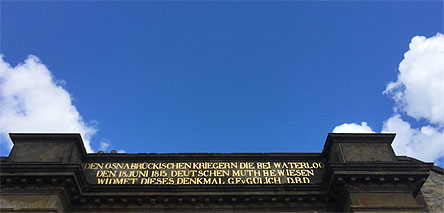 DEN OSNABRÜCKISCHEN KRIEGERN DIE BEI WATERLOO
DEN 18.JUNI 1815 DEUTSCHEN MUTH BEWIESEN
WIDMET DIESES DENKMAL G.F.V.GÜLICH D.R.D.